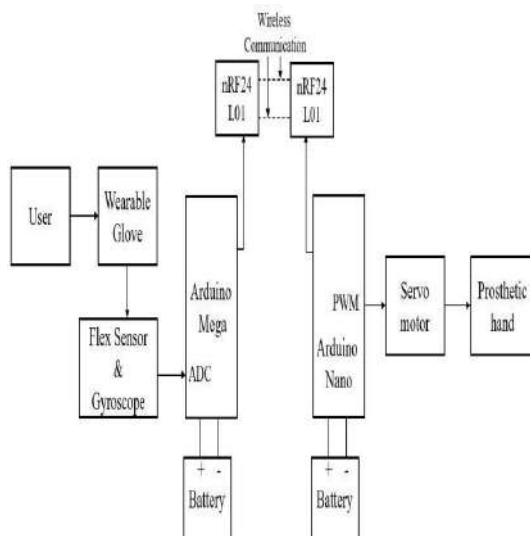 Wireless
Communication
nRF24
L01
nRF24
L01
User
Wearable
Glove
Flex Sensor
&
Gyroscope
Arduino
Mega
ADC
+ -
Battery
PWM
Arduino
Nano
+ -
Battery
Servo
motor
Prosthetic
hand